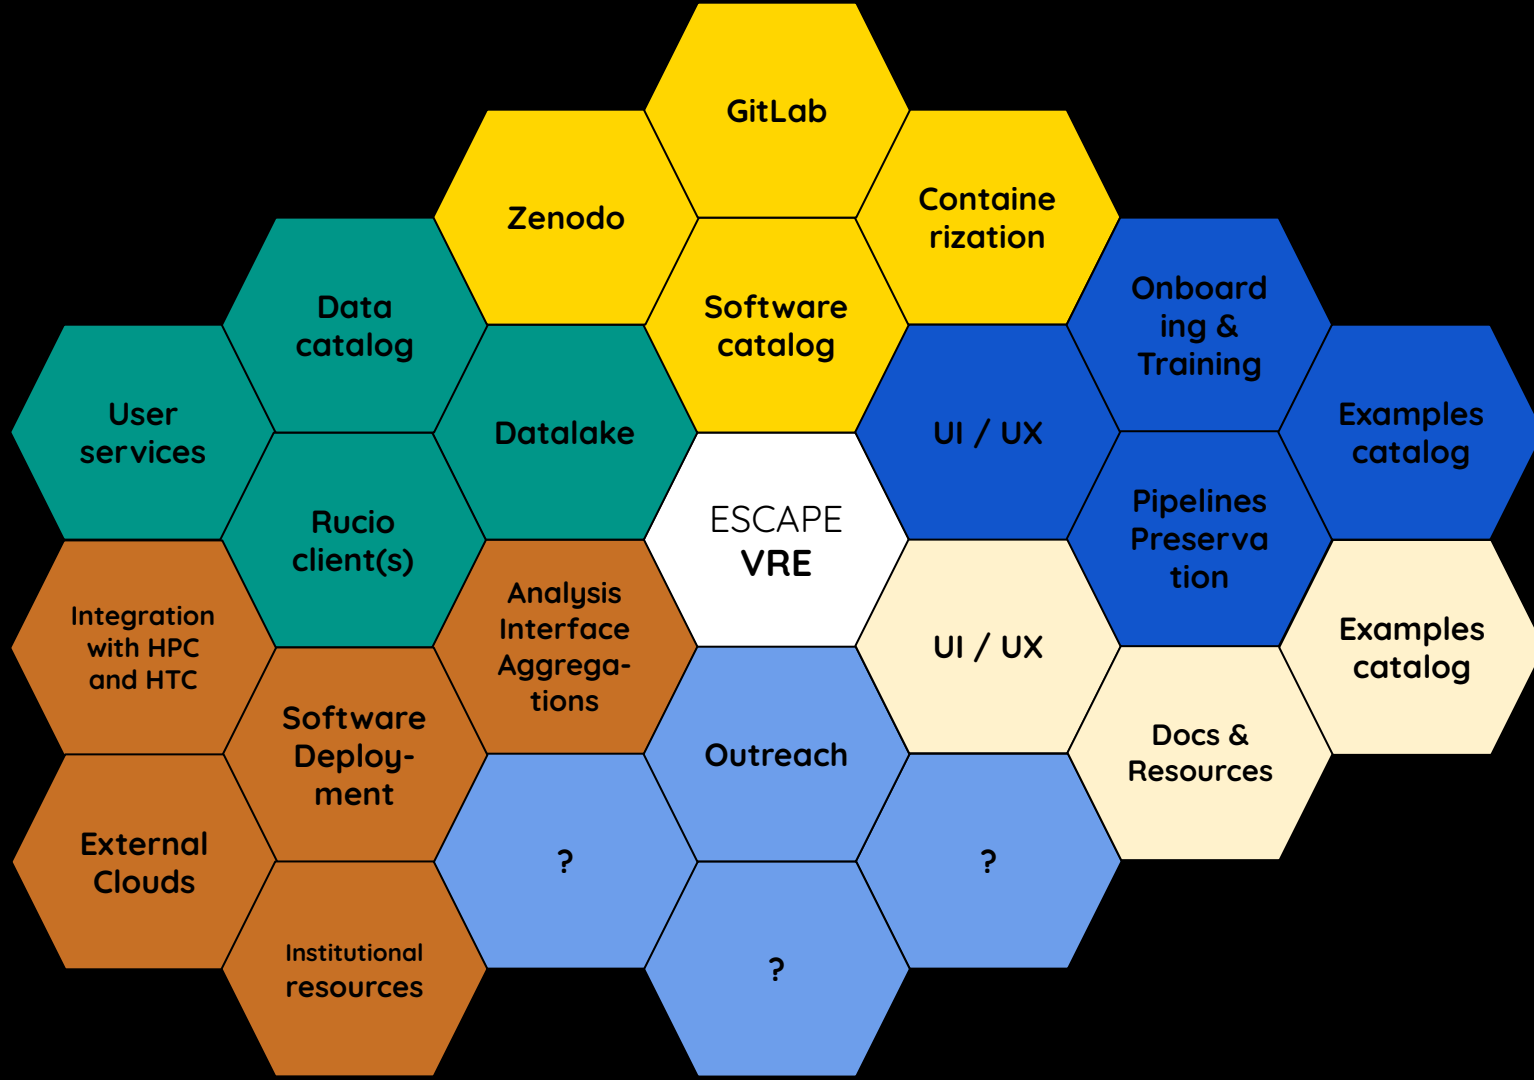 GitLab
Zenodo
Containe
rization
Data
catalog
Software
catalog
Onboard
ing &
Training
User
services
Datalake
UI / UX
Examples
catalog
Rucio
client(s)
ESCAPE
VRE
Pipelines
Preserva
tion
Integration
with HPC
and HTC
Analysis
Interface
Aggrega-
tions
UI / UX
Examples
catalog
Software
Deploy-
ment
Outreach
Docs &
Resources
External
Clouds
?
?
Institutional
resources
?